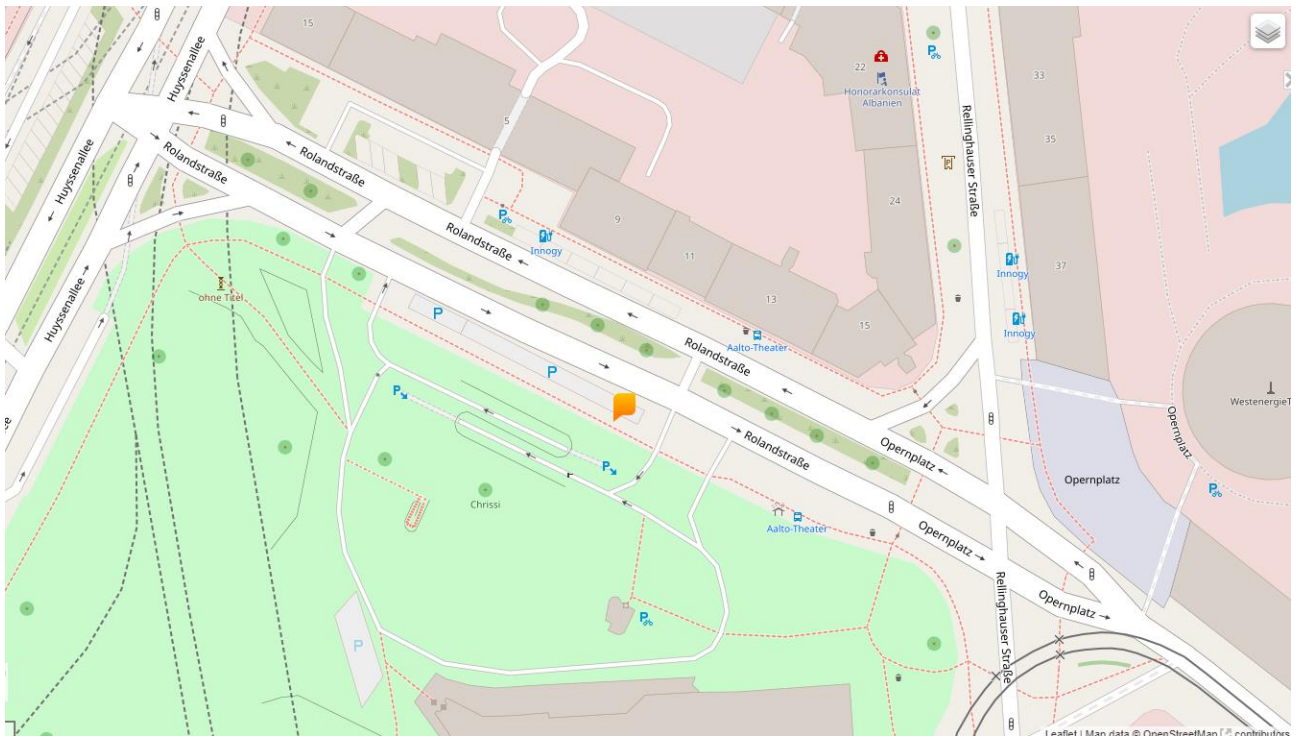 15
Huyssenallee
22
Honorarkonsulat
Albanien
33
5
Rellinghauser Straße
35
Huyssenallee
Rolandstraße
Rolandstraße
24
9
Rolandstraße
Innogy
11
Innogy
37
Huyssenallee
ohne Titel
13
P
15
Innogy
Aalto-Theater
Rolandstraße
P
P
WestenergieT
Opernplatz
Rolandstraße
Opernplatz
P
Opernplatz
P
Chrissi
Aalto-Theater
Opernplatz
Rellinghauser Straße
Opernplatz
P
Leaflet | Map data © OpenStreetMap contributors